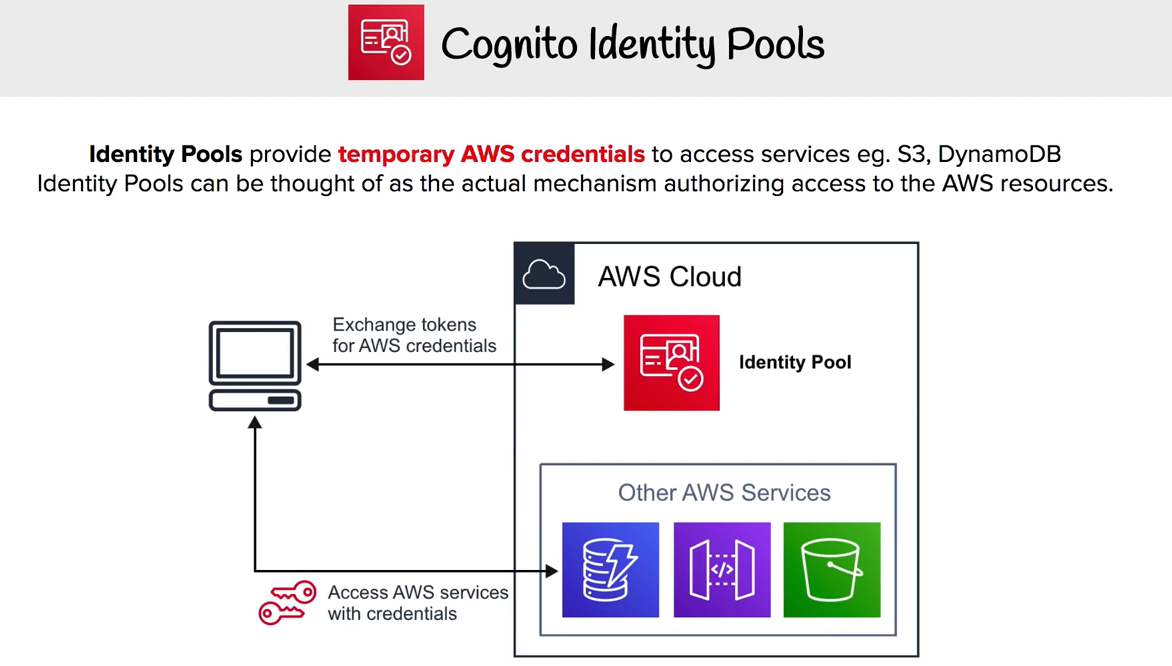 Cognito Identity Pools
Identity Pools provide temporary AWS credentials to access services eg. S3, DynamoDB
Identity Pools can be thought of as the actual mechanism authorizing access to the AWS resources.
AWS Cloud
Exchange tokens
for AWS credentials
Identity Pool
Other AWS Services
</>
Access AWS services
with credentials